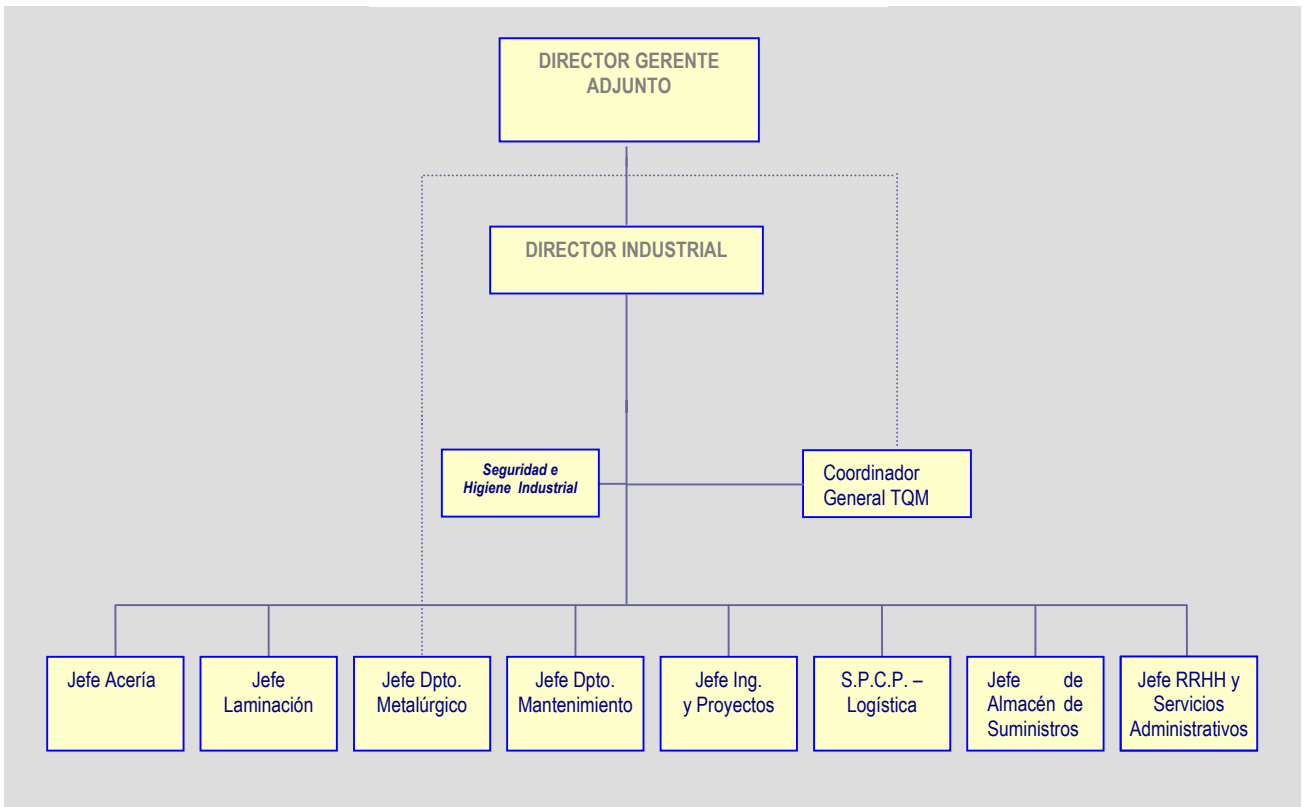 DIRECTOR GERENTE
ADJUNTO
DIRECTOR INDUSTRIAL
Seguridad e
Higiene Industrial
Coordinador
General TQM
Jefe Acería
Jefe
Laminación
Jefe Dpto.
Metalúrgico
Jefe Dpto.
Mantenimiento
Jefe Ing.
y Proyectos
S.P.C.P. –
Logística
Jefe de
Almacén de
Suministros
Jefe RRHH y
Servicios
Administrativos